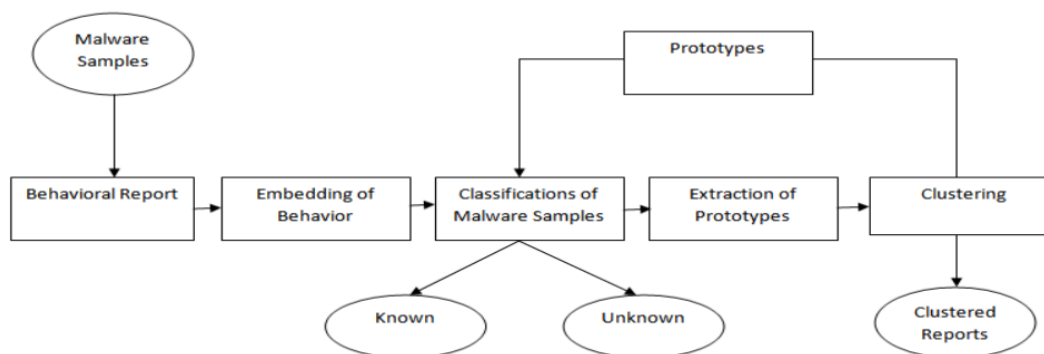 Malware
Samples
Prototypes
Behavioral Report
Embedding of
Behavior
Classifications of
Malware Samples
Extraction of
Prototypes
Clustering
Known
Unknown
Clustered
Reports